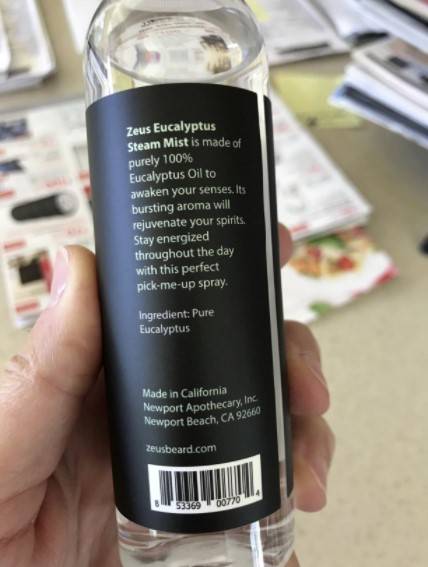 Zeus Eucalyptus
Steam Mist is made of
purely 100%
Eucalyptus Oil to
awaken your senses. Its
bursting aroma will
rejuvenate your spirits.
Stay energized
throughout the day
with this perfect
pick-me-up spray.
Ingredient: Pure
Eucalyptus
Made in California
Newport Apothecary, Inc.
Newport Beach, CA 92660
zeusbeard.com
8 53369 00770 4